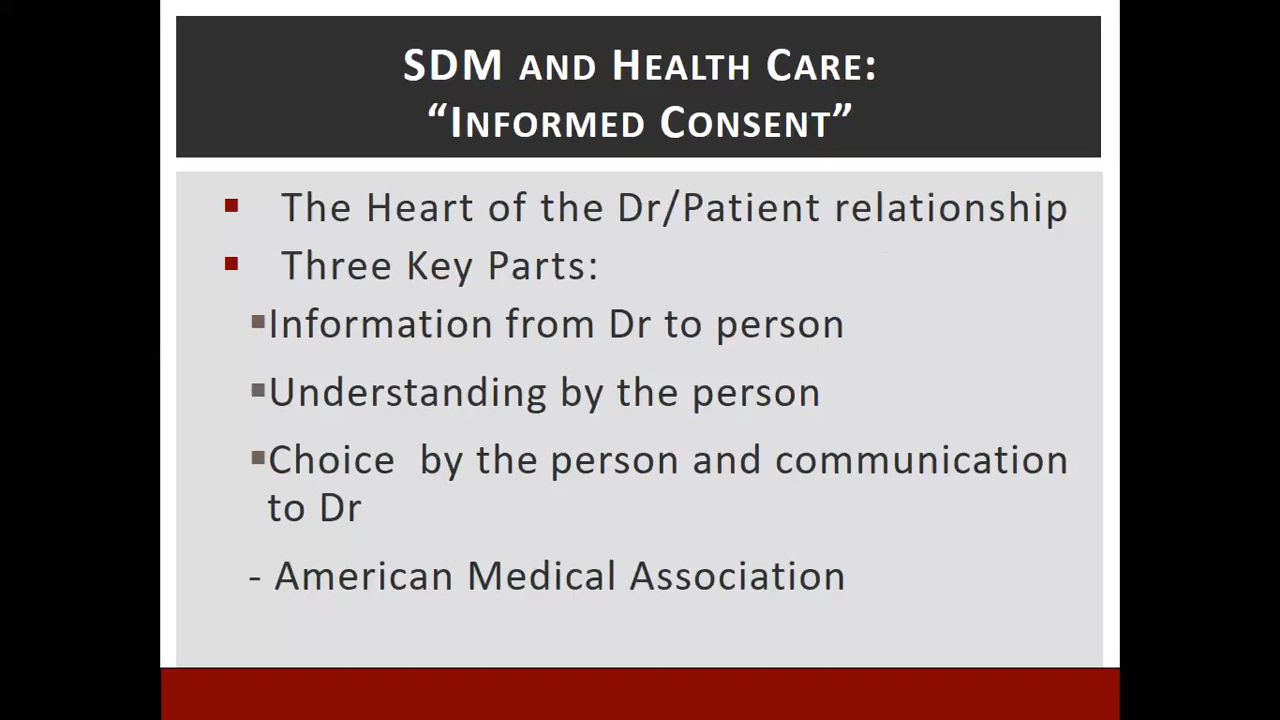 SDM AND HEALTH CARE:
“INFORMED CONSENT”
▪ The Heart of the Dr/Patient relationship
▪ Three Key Parts:
▪Information from Dr to person
▪Understanding by the person
▪Choice  by the person and communication
to Dr
- American Medical Association